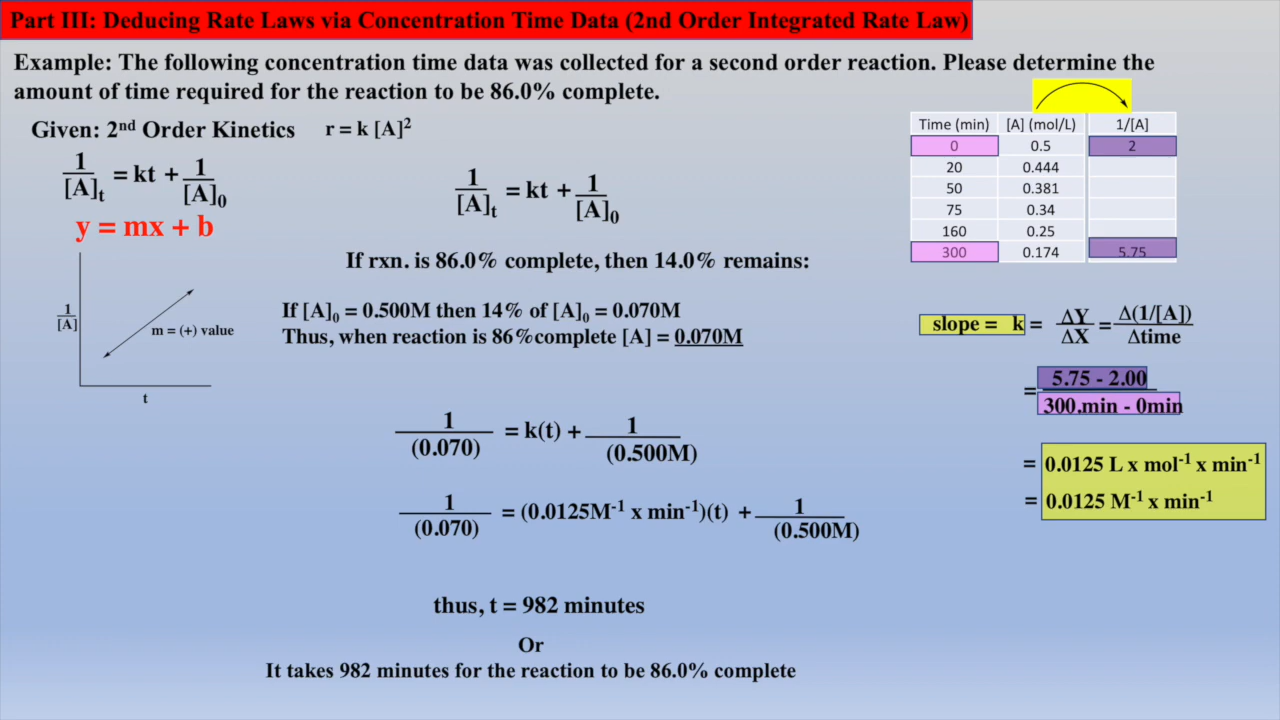 Part III: Deducing Rate Laws via Concentration Time Data (2nd Order Integrated Rate Law)
Example: The following concentration time data was collected for a second order reaction. Please determine the
amount of time required for the reaction to be 86.0% complete.
Given: 2nd Order Kinetics r = k [A]²
1/[A]t = kt + 1/[A]0
y = mx + b
1/[A]
m = (+) value
t
1/[A]t = kt + 1/[A]0
If rxn. is 86.0% complete, then 14.0% remains:
If [A]0 = 0.500M then 14% of [A]0 = 0.070M
Thus, when reaction is 86%complete [A] = 0.070M
1/(0.070) = k(t) + 1/(0.500M)
1/(0.070) = (0.0125M⁻¹ x min⁻¹)(t) + 1/(0.500M)
thus, t = 982 minutes
Or
It takes 982 minutes for the reaction to be 86.0% complete
Time (min) [A] (mol/L) 1/[A]
0 0.5 2
20 0.444
50 0.381
75 0.34
160 0.25
300 0.174 5.75
slope = k = ΔY/ΔX = Δ(1/[A])/Δtime
= 5.75 - 2.00/300.min - 0min
= 0.0125 L x mol⁻¹ x min⁻¹
= 0.0125 M⁻¹ x min⁻¹